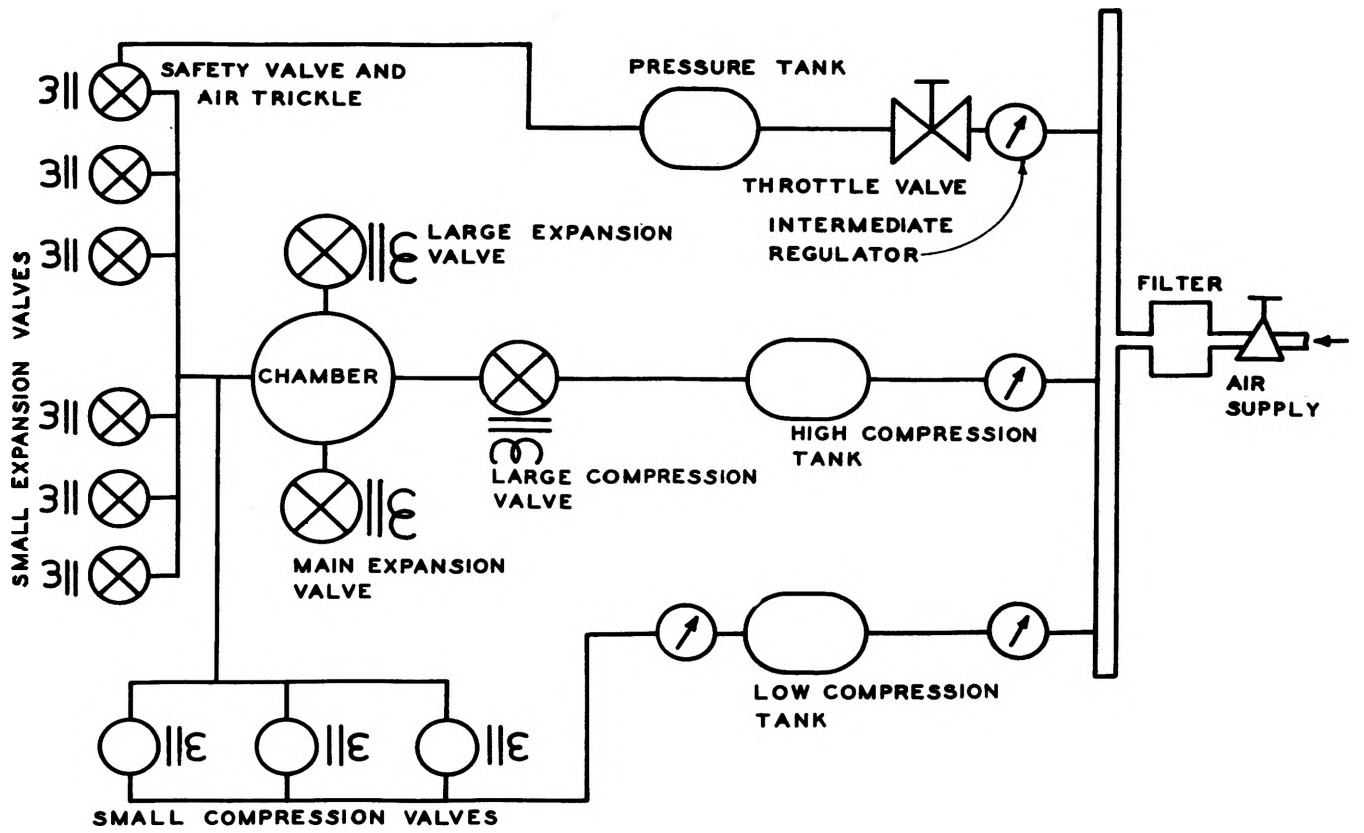 SAFETY VALVE AND
AIR TRICKLE
PRESSURE TANK
THROTTLE VALVE
INTERMEDIATE
REGULATOR
LARGE EXPANSION
VALVE
FILTER
SMALL EXPANSION VALVES
CHAMBER
AIR
SUPPLY
HIGH COMPRESSION
TANK
LARGE COMPRESSION
VALVE
MAIN EXPANSION
VALVE
LOW COMPRESSION
TANK
SMALL COMPRESSION VALVES